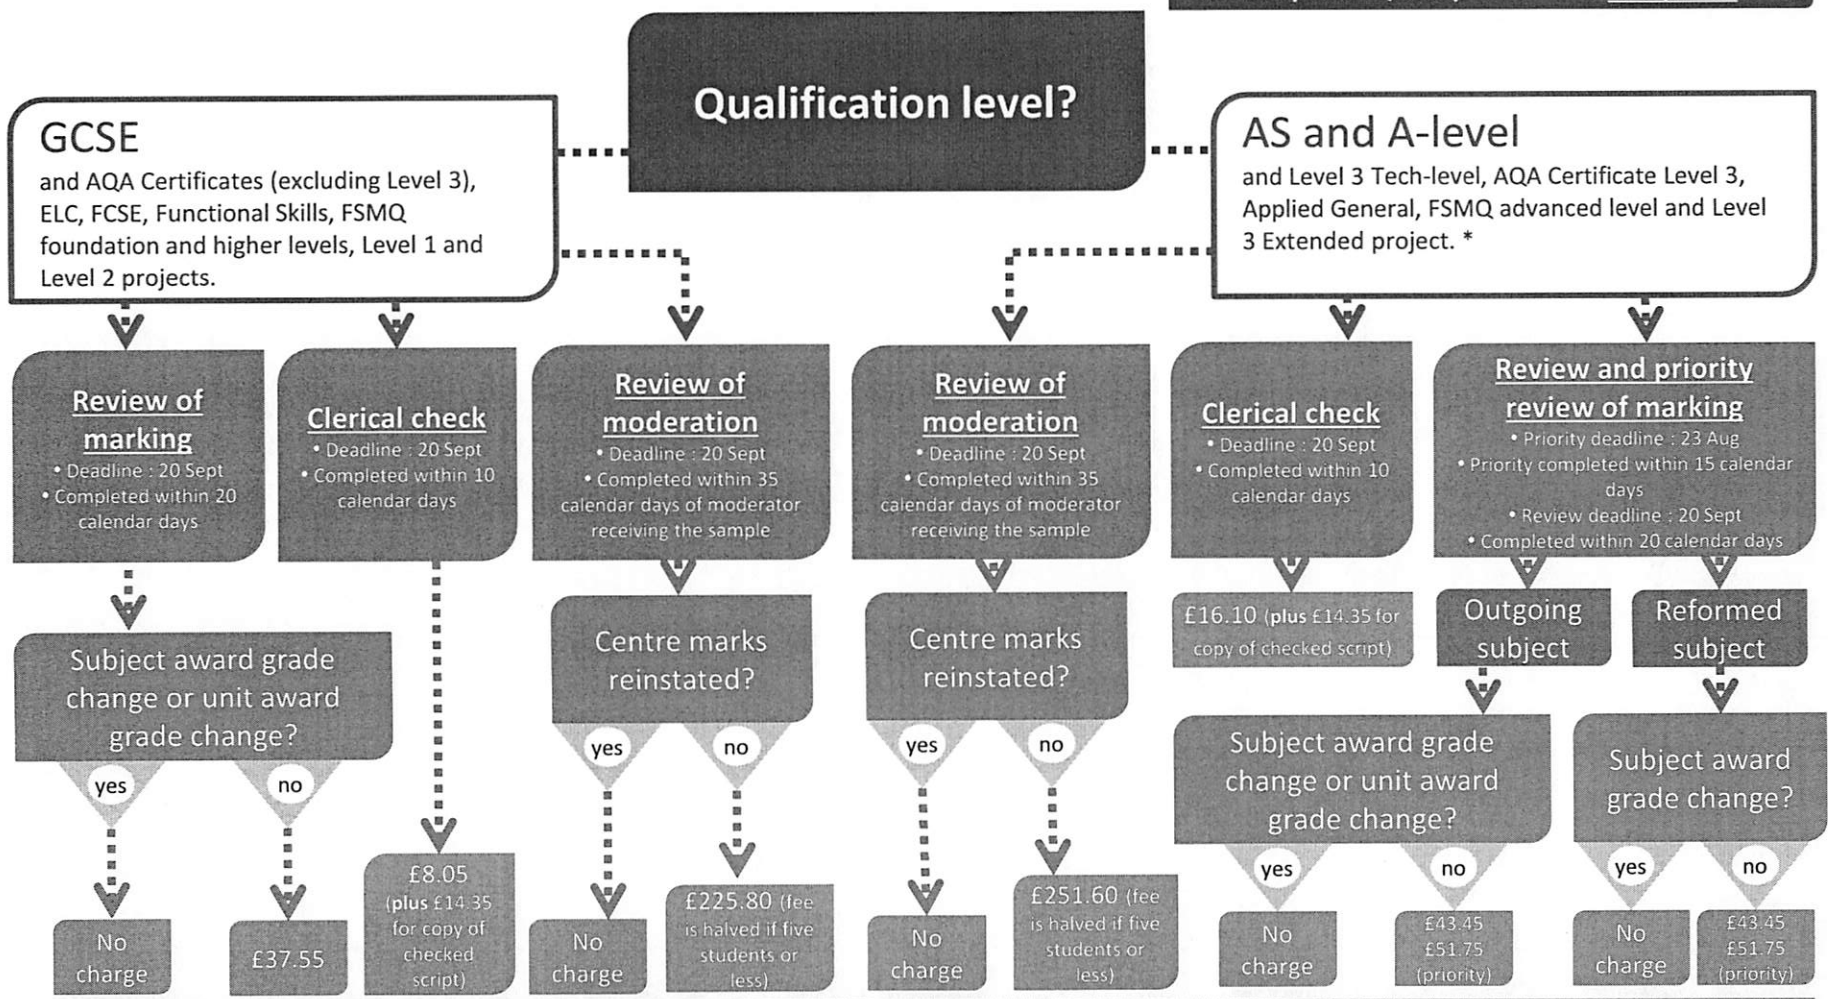 Qualification level?
GCSE
and AQA Certificates (excluding Level 3),
ELC, FCSE, Functional Skills, FSMQ
foundation and higher levels, Level 1 and
Level 2 projects.
AS and A-level
and Level 3 Tech-level, AQA Certificate Level 3,
Applied General, FSMQ advanced level and Level
3 Extended project. *
Review of
marking
• Deadline : 20 Sept
• Completed within 20
calendar days
Clerical check
• Deadline : 20 Sept
• Completed within 10
calendar days
Review of
moderation
• Deadline : 20 Sept
• Completed within 35
calendar days of moderator
receiving the sample
Review of
moderation
• Deadline : 20 Sept
• Completed within 35
calendar days of moderator
receiving the sample
Clerical check
• Deadline : 20 Sept
• Completed within 10
calendar days
Review and priority
review of marking
• Priority deadline : 23 Aug
• Priority completed within 15 calendar
days
• Review deadline : 20 Sept
• Completed within 20 calendar days
Subject award grade
change or unit award
grade change?
yes
no
No
charge
£37.55
£8.05
(plus £14.35
for copy of
checked
script)
Centre marks
reinstated?
yes
no
No
charge
£225.80 (fee
is halved if five
students or
less)
Centre marks
reinstated?
yes
no
No
charge
£251.60 (fee
is halved if five
students or
less)
£16.10 (plus £14.35 for
copy of checked script)
Outgoing
subject
Reformed
subject
Subject award grade
change or unit award
grade change?
yes
no
No
charge
£43.45
£51.75
(priority)
Subject award
grade change?
yes
no
No
charge
£43.45
£51.75
(priority)